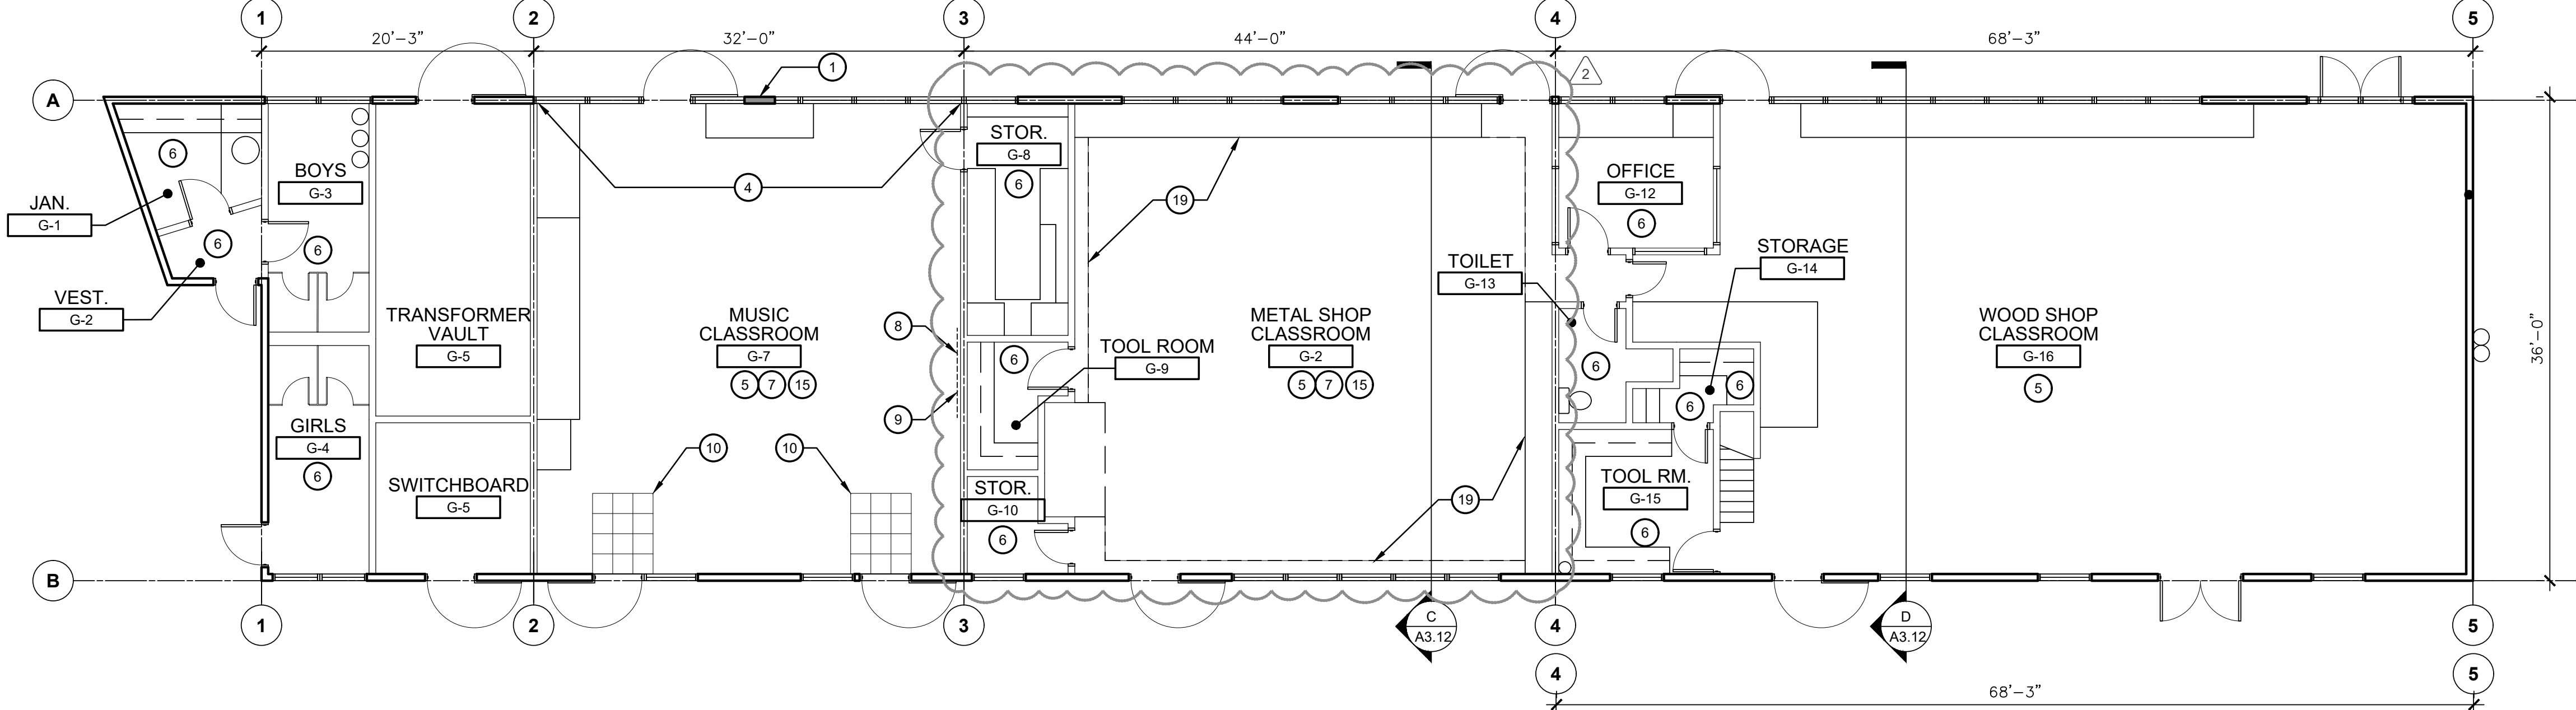 1 2 3 4 5
20'-3" 32'-0" 44'-0" 68'-3"
1
2
A
STOR.
G-8
6
6
BOYS
G-3
OFFICE
G-12
4
19
JAN.
G-1
6
6
6
STORAGE
G-14
TOILET
G-13
VEST.
G-2
TRANSFORMER
VAULT
G-5
MUSIC
CLASSROOM
G-7
5 7 15
8
6
TOOL ROOM
G-9
METAL SHOP
CLASSROOM
G-2
5 7 15
6
6
6
WOOD SHOP
CLASSROOM
G-16
5
36'-0"
9
GIRLS
G-4
6
10
10
SWITCHBOARD
G-5
STOR.
G-10
6
19
TOOL RM.
G-15
6
B
1 2 3 C
A3.12
4 D
A3.12
5
4 5
68'-3"